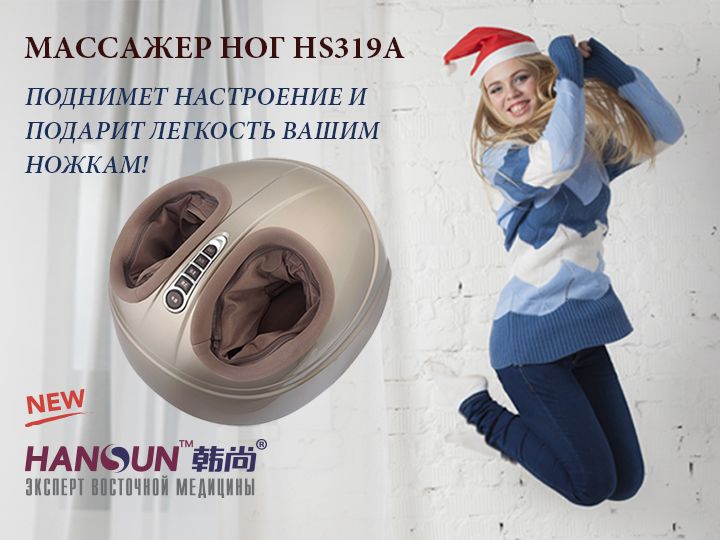 МАССАЖЕР НОГ HS319A
ПОДНИМЕТ НАСТРОЕНИЕ И
ПОДАРИТ ЛЕГКОСТЬ ВАШИМ
НОЖКАМ!
NEW
HANSUN™韩尚®
ЭКСПЕРТ ВОСТОЧНОЙ МЕДИЦИНЫ